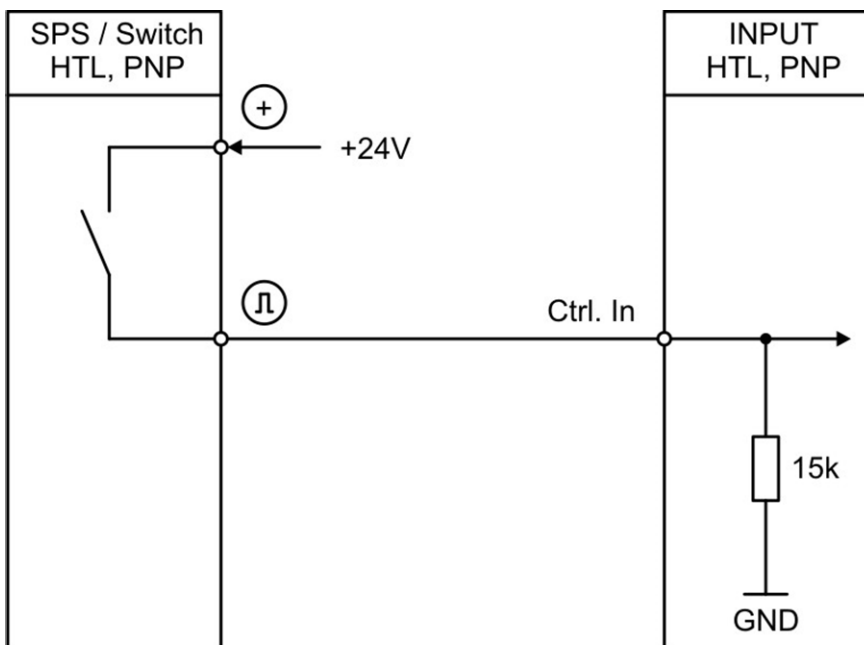 SPS / Switch
HTL, PNP
INPUT
HTL, PNP
+
+24V
Ctrl. In
15k
GND